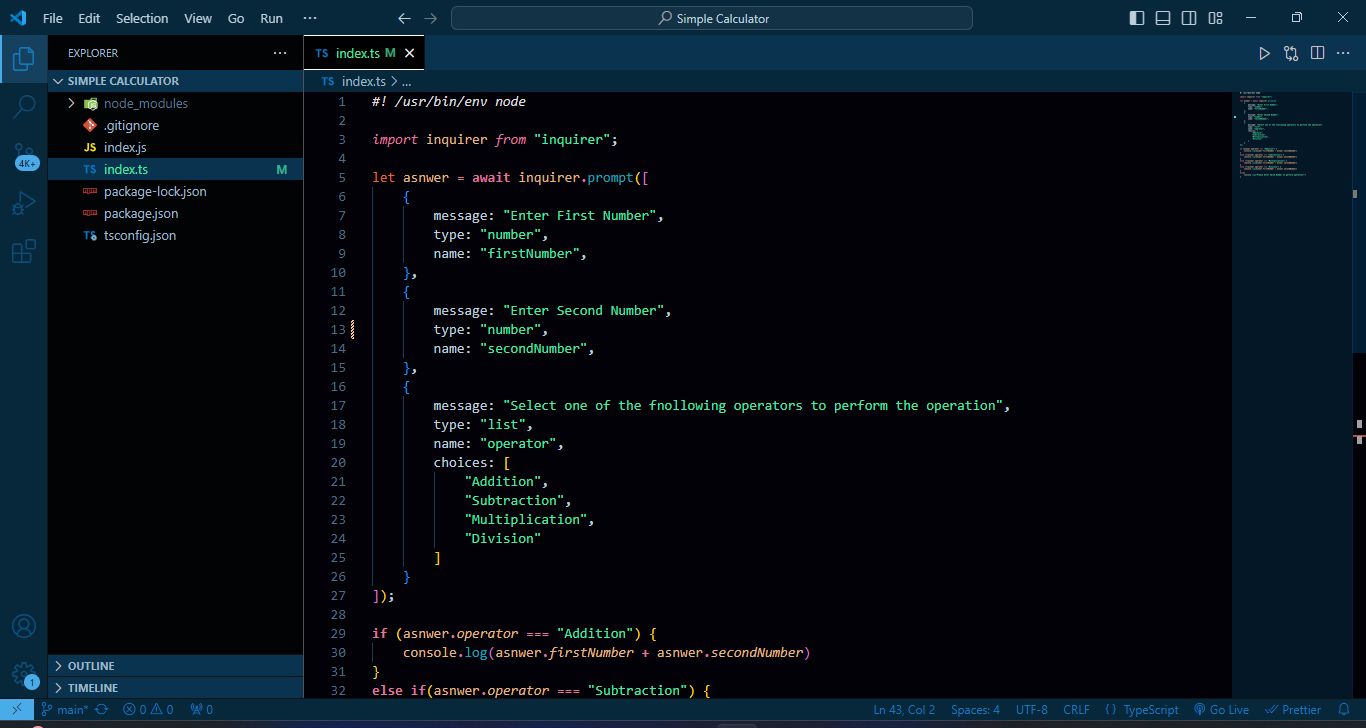 File Edit Selection View Go Run ··· Simple Calculator
EXPLORER ···
SIMPLE CALCULATOR
node_modules
.gitignore
JS index.js
TS index.ts M
package-lock.json
package.json
TS tsconfig.json
4K+
OUTLINE
TIMELINE
1
TS index.ts M
TS index.ts > ...
1 #! /usr/bin/env node
2
3 import inquirer from "inquirer";
4
5 let asnwer = await inquirer.prompt([
6 {
7 message: "Enter First Number",
8 type: "number",
9 name: "firstNumber",
10 },
11 {
12 message: "Enter Second Number",
13 type: "number",
14 name: "secondNumber",
15 },
16 {
17 message: "Select one of the fnollowing operators to perform the operation",
18 type: "list",
19 name: "operator",
20 choices: [
21 "Addition",
22 "Subtraction",
23 "Multiplication",
24 "Division"
25 ]
26 }
27 ]);
28
29 if (asnwer.operator === "Addition") {
30 console.log(asnwer.firstNumber + asnwer.secondNumber)
31 }
32 else if(asnwer.operator === "Subtraction") {
main* 0 0 0 Ln 43, Col 2 Spaces: 4 UTF-8 CRLF {} TypeScript Go Live Prettier